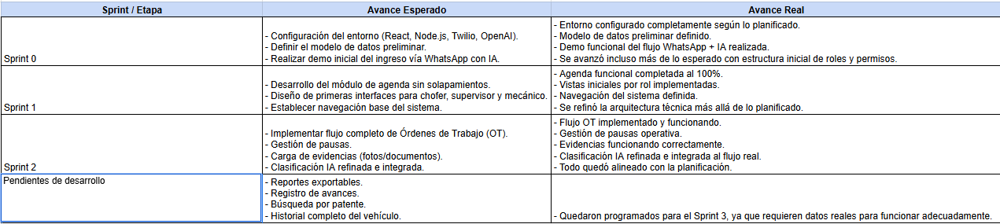 Sprint / Etapa
Avance Esperado
Avance Real
Sprint 0
- Configuración del entorno (React, Node.js, Twilio, OpenAI).
- Definir el modelo de datos preliminar.
- Realizar demo inicial del ingreso vía WhatsApp con IA.
- Entorno configurado completamente según lo planificado.
- Modelo de datos preliminar definido.
- Demo funcional del flujo WhatsApp + IA realizada.
- Se avanzó incluso más de lo esperado con estructura inicial de roles y permisos.
Sprint 1
- Desarrollo del módulo de agenda sin solapamientos.
- Diseño de primeras interfaces para chofer, supervisor y mecánico.
- Establecer navegación base del sistema.
- Agenda funcional completada al 100%.
- Vistas iniciales por rol implementadas.
- Navegación del sistema definida.
- Se refinó la arquitectura técnica más allá de lo planificado.
Sprint 2
- Implementar flujo completo de Órdenes de Trabajo (OT).
- Gestión de pausas.
- Carga de evidencias (fotos/documentos).
- Clasificación IA refinada e integrada.
- Flujo OT implementado y funcionando.
- Gestión de pausas operativa.
- Evidencias funcionando correctamente.
- Clasificación IA refinada e integrada al flujo real.
- Todo quedó alineado con la planificación.
Pendientes de desarrollo
- Reportes exportables.
- Registro de avances.
- Búsqueda por patente.
- Historial completo del vehículo.
- Quedaron programados para el Sprint 3, ya que requieren datos reales para funcionar adecuadamente.